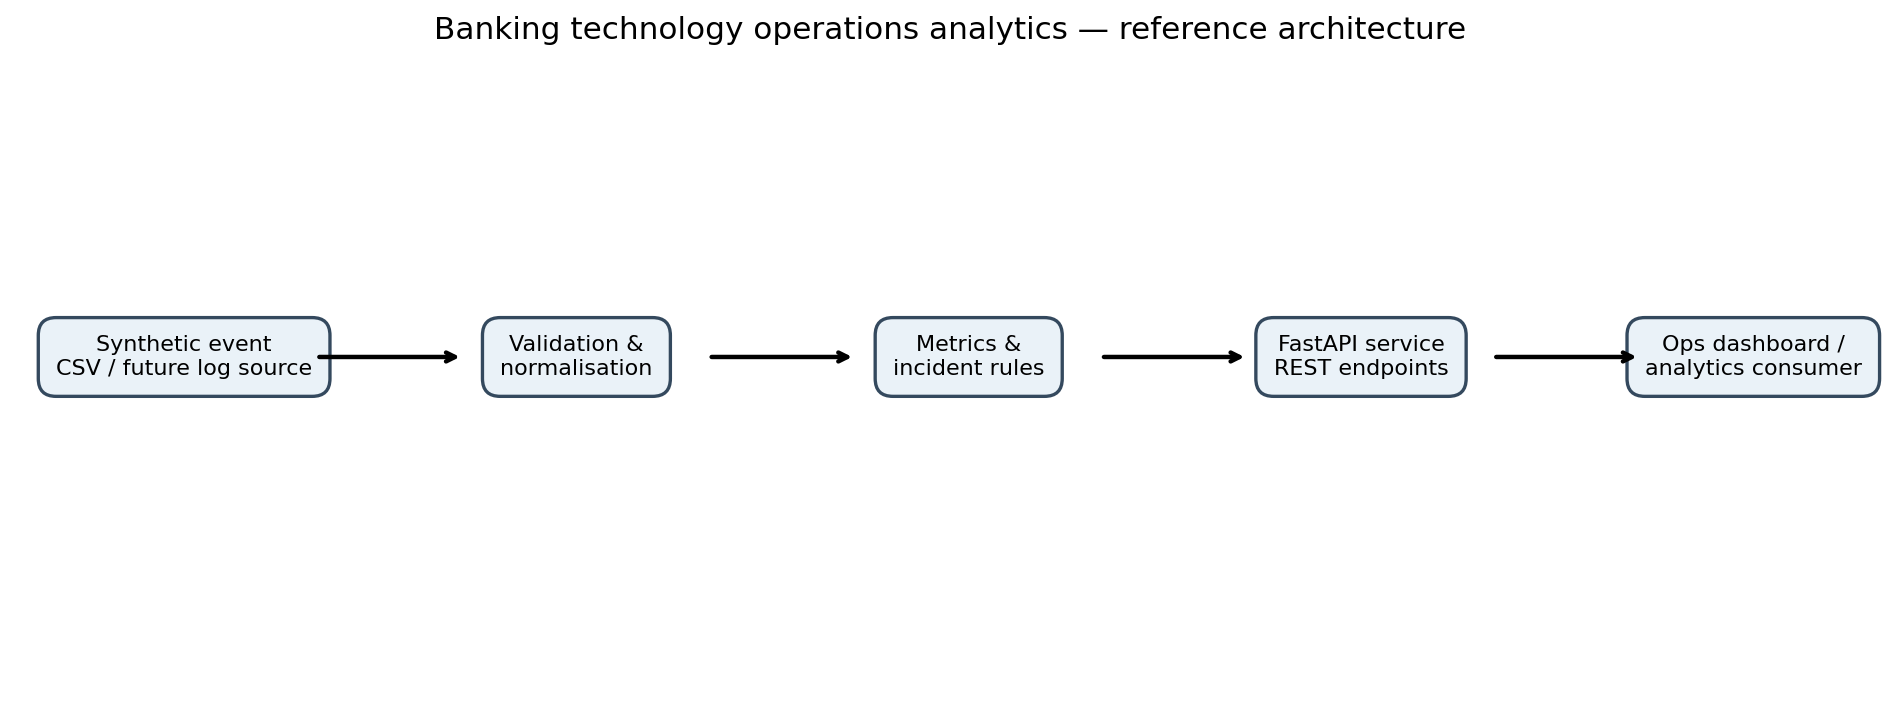 Banking technology operations analytics — reference architecture
Synthetic event
CSV / future log source
Validation &
normalisation
Metrics &
incident rules
FastAPI service
REST endpoints
Ops dashboard /
analytics consumer